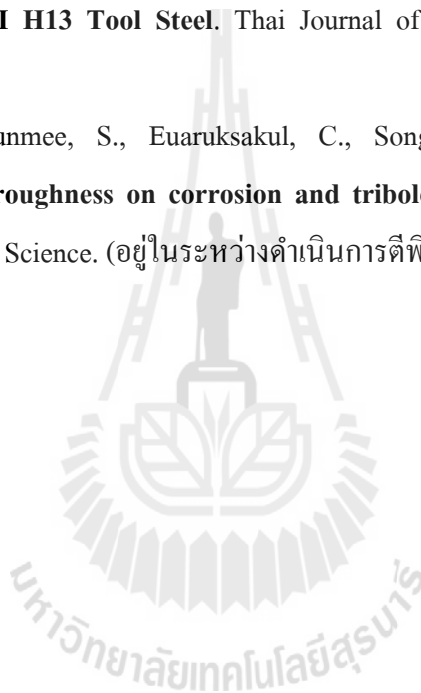 I H13 Tool Steel. Thai Journal of
unmee, S., Euaruksakul, C., Song
roughness on corrosion and tribol
Science. (อยู่ในระหว่างดำเนินการตีพิ
มหาวิทยาลัยเทคโนโลยีสุรนารี